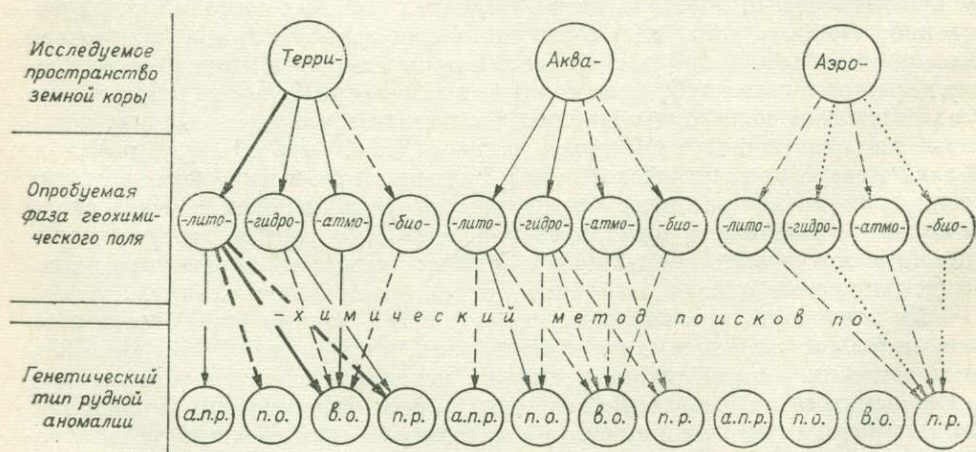 Исследуемое
пространство
земной коры
Терри-
Аква-
Аэро-
Опробуемая
фаза геохими-
ческого поля
-лито-
-гидро-
-атмо-
-био-
-лито-
-гидро-
-атмо-
-био-
-лито-
-гидро-
-атмо-
-био-
-химический метод поисков по
Генетический
тип рудной
аномалии
а.п.р.
п.о.
в.о.
п.р.
а.п.р.
п.о.
в.о.
п.р.
а.п.р.
п.о.
в.о.
п.р.